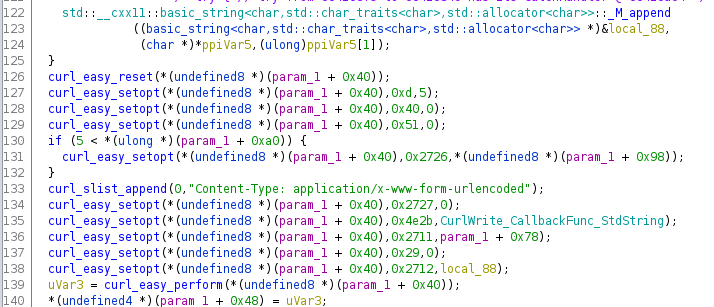 122 std::__cxx11::basic_string<char,std::char_traits<char>,std::allocator<char>>::_M_append
123 ((basic_string<char,std::char_traits<char>,std::allocator<char>> *)&local_88,
124 (char *)*ppiVar5,(ulong)ppiVar5[1]);
125 }
126 curl_easy_reset(*(undefined8 *)(param_1 + 0x40));
127 curl_easy_setopt(*(undefined8 *)(param_1 + 0x40),0xd,5);
128 curl_easy_setopt(*(undefined8 *)(param_1 + 0x40),0x40,0);
129 curl_easy_setopt(*(undefined8 *)(param_1 + 0x40),0x51,0);
130 if (5 < *(ulong *)(param_1 + 0xa0)) {
131 curl_easy_setopt(*(undefined8 *)(param_1 + 0x40),0x2726,*(undefined8 *)(param_1 + 0x98));
132 }
133 curl_slist_append(0,"Content-Type: application/x-www-form-urlencoded");
134 curl_easy_setopt(*(undefined8 *)(param_1 + 0x40),0x2727,0);
135 curl_easy_setopt(*(undefined8 *)(param_1 + 0x40),0x4e2b,CurlWrite_CallbackFunc_StdString);
136 curl_easy_setopt(*(undefined8 *)(param_1 + 0x40),0x2711,param_1 + 0x78);
137 curl_easy_setopt(*(undefined8 *)(param_1 + 0x40),0x29,0);
138 curl_easy_setopt(*(undefined8 *)(param_1 + 0x40),0x2712,local_88);
139 uVar3 = curl_easy_perform(*(undefined8 *)(param_1 + 0x40));
140 *(undefined4 *)(param_1 + 0x48) = uVar3;